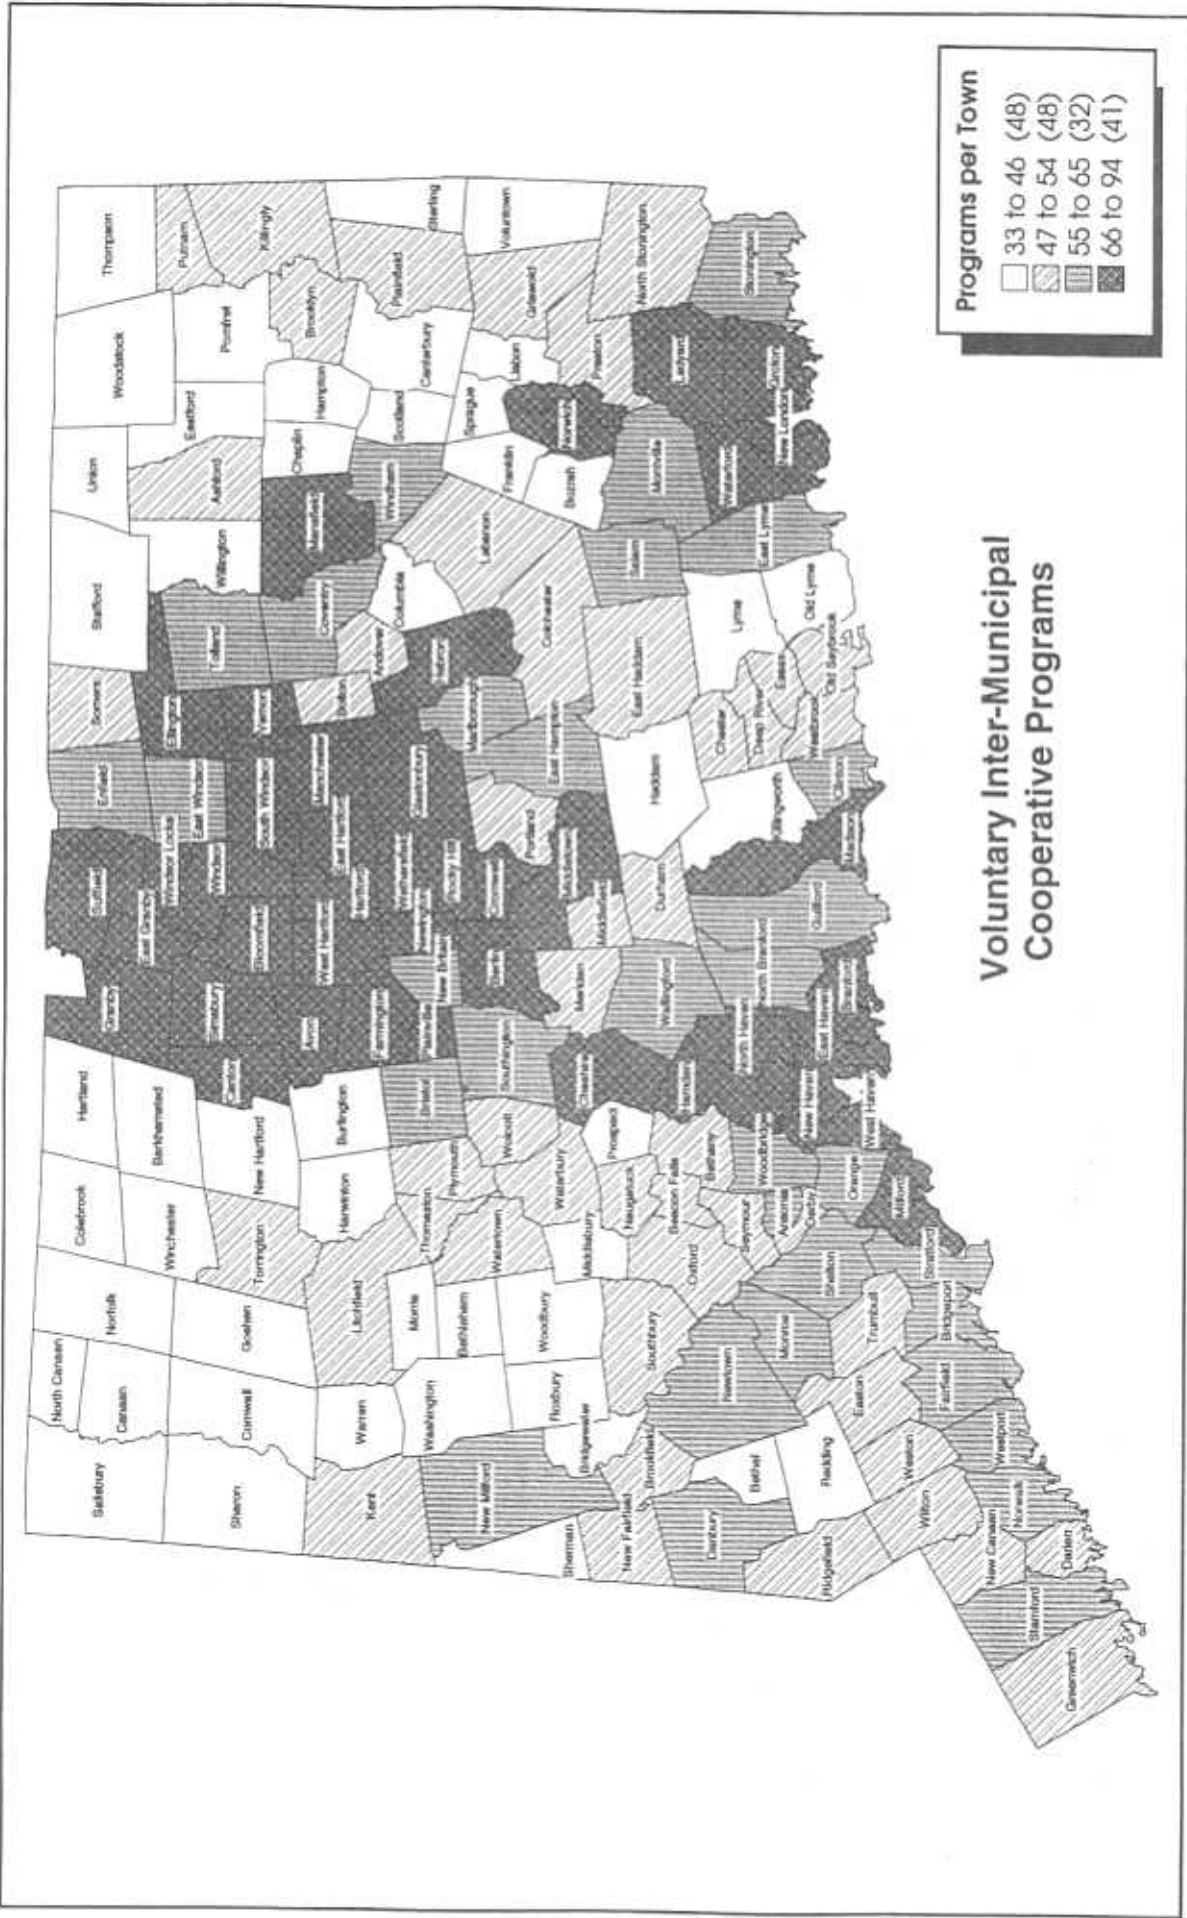 Voluntary Inter-Municipal
Cooperative Programs
Programs per Town
33 to 46 (48)
47 to 54 (48)
55 to 65 (32)
66 to 94 (41)
Salisbury
North Canaan
Canaan
Norfolk
Colebrook
Hartland
Granby
Suffield
East Granby
Enfield
Somers
Stafford
Union
Woodstock
Thompson
Sharon
Cornwall
Goshen
Winchester
Barkhamsted
Canton
Simsbury
Windsor Locks
East Windsor
Windsor
Ellington
Tolland
Willington
Ashford
Eastford
Pomfret
Putnam
Killingly
Kent
Warren
Litchfield
Torrington
New Hartford
Harwinton
Burlington
Avon
Bloomfield
West Hartford
Hartford
East Hartford
South Windsor
Manchester
Vernon
Bolton
Coventry
Andover
Columbia
Mansfield
Chaplin
Hampton
Brooklyn
Windham
Scotland
Canterbury
Plainfield
Sterling
New Milford
Washington
Morris
Bethlehem
Thomaston
Watertown
Plymouth
Bristol
Farmington
Plainville
New Britain
Newington
Wethersfield
Rocky Hill
Glastonbury
Marlborough
Hebron
Lebanon
Franklin
Sprague
Lisbon
Griswold
Voluntown
Sherman
Bridgewater
Roxbury
Woodbury
Middlebury
Waterbury
Wolcott
Southington
Berlin
Cromwell
Portland
East Hampton
Colchester
Bozrah
Norwich
Preston
North Stonington
New Fairfield
Brookfield
Southbury
Oxford
Naugatuck
Prospect
Cheshire
Meriden
Middlefield
Middletown
Haddam
East Haddam
Salem
Montville
Ledyard
Stonington
Danbury
Bethel
Newtown
Monroe
Seymour
Beacon Falls
Bethany
Hamden
Wallingford
Durham
Killingworth
Chester
Deep River
Essex
Lyme
East Lyme
Waterford
New London
Groton
Ridgefield
Redding
Easton
Trumbull
Shelton
Ansonia
Derby
Woodbridge
North Haven
North Branford
Guilford
Madison
Clinton
Westbrook
Old Saybrook
Old Lyme
Wilton
Weston
Fairfield
Bridgeport
Stratford
Milford
Orange
West Haven
New Haven
East Haven
Branford
New Canaan
Norwalk
Westport
Darien
Stamford
Greenwich